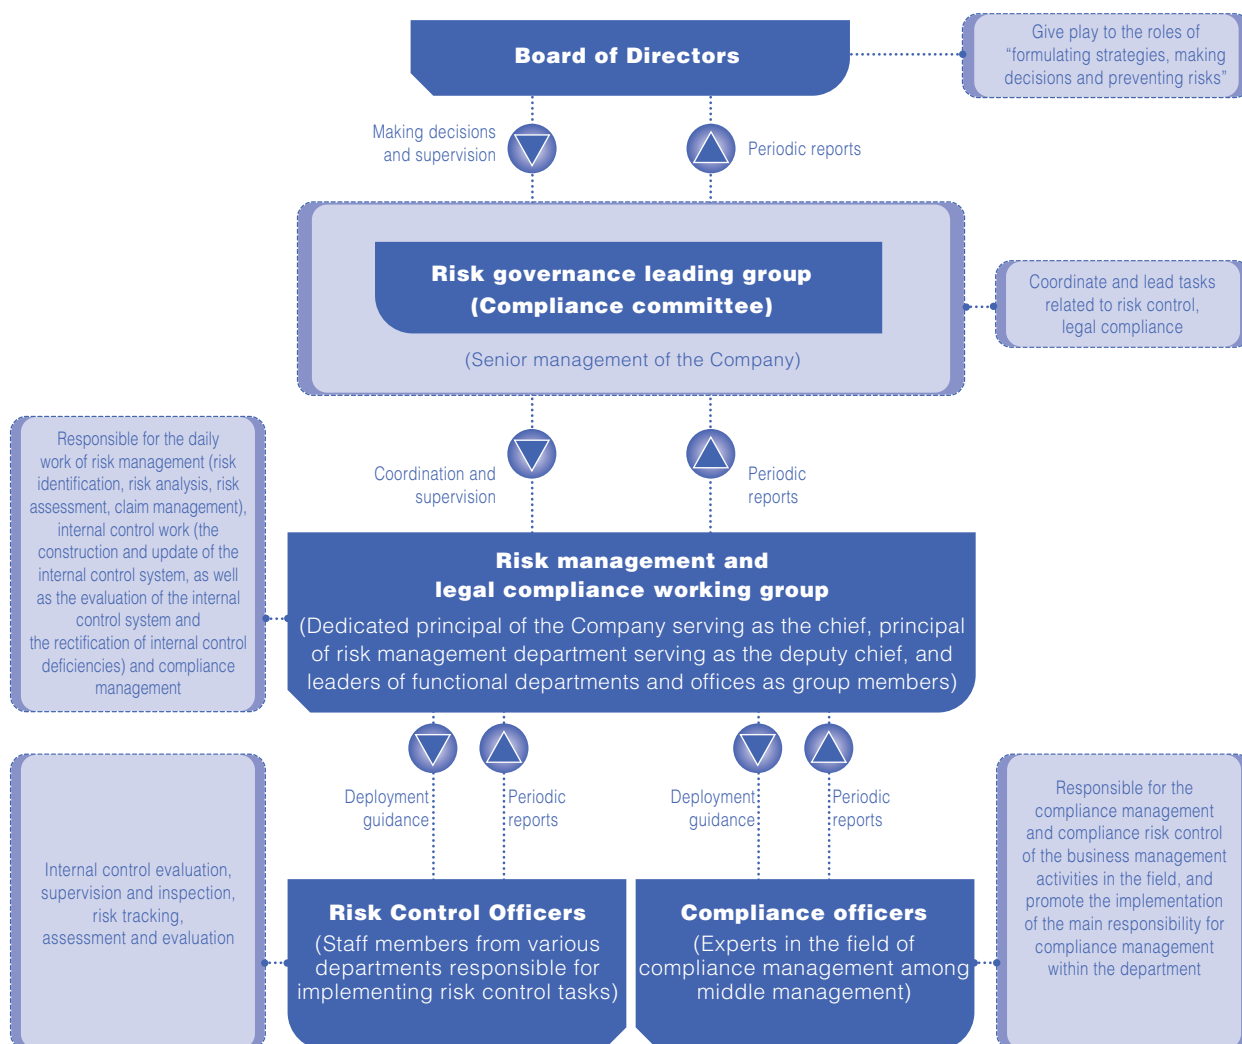 Board of Directors
Give play to the roles of
“formulating strategies, making
decisions and preventing risks”
Making decisions
and supervision
Periodic reports
Risk governance leading group
(Compliance committee)
(Senior management of the Company)
Coordinate and lead tasks
related to risk control,
legal compliance
Responsible for the daily
work of risk management (risk
identification, risk analysis, risk
assessment, claim management),
internal control work (the
construction and update of the
internal control system, as well
as the evaluation of the internal
control system and
the rectification of internal control
deficiencies) and compliance
management
Coordination and
supervision
Periodic
reports
Risk management and
legal compliance working group
(Dedicated principal of the Company serving as the chief, principal
of risk management department serving as the deputy chief, and
leaders of functional departments and offices as group members)
Deployment
guidance
Periodic
reports
Deployment
guidance
Periodic
reports
Internal control evaluation,
supervision and inspection,
risk tracking,
assessment and evaluation
Risk Control Officers
(Staff members from various
departments responsible for
implementing risk control tasks)
Compliance officers
(Experts in the field of
compliance management among
middle management)
Responsible for the
compliance management
and compliance risk control
of the business management
activities in the field, and
promote the implementation
of the main responsibility for
compliance management
within the department